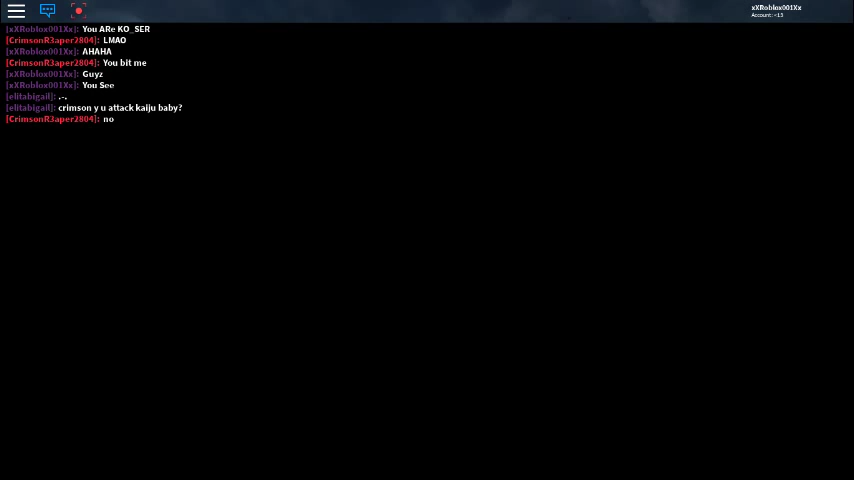 xXRoblox001Xx
Account: <13
[xXRoblox001Xx]: You ARe KO_SER
[CrimsonR3aper2804]: LMAO
[xXRoblox001Xx]: AHAHA
[CrimsonR3aper2804]: You bit me
[xXRoblox001Xx]: Guyz
[xXRoblox001Xx]: You See
[elitabigail]: .-.
[elitabigail]: crimson y u attack kaiju baby?
[CrimsonR3aper2804]: no